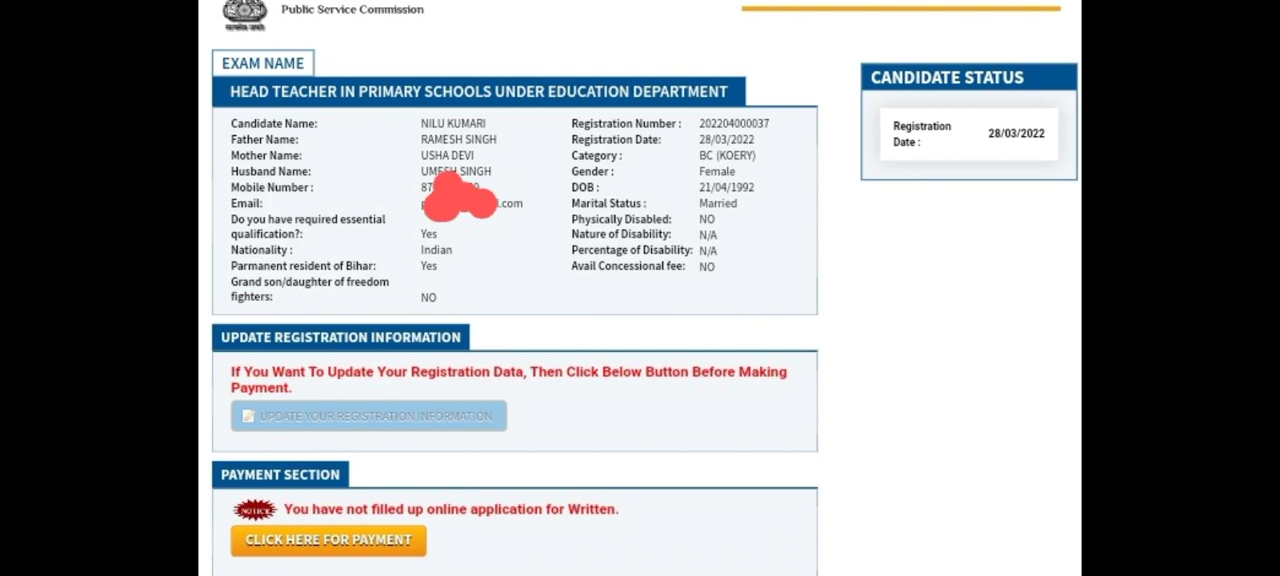 Public Service Commission
EXAM NAME
HEAD TEACHER IN PRIMARY SCHOOLS UNDER EDUCATION DEPARTMENT
Candidate Name: NILU KUMARI Registration Number : 202204000037
Father Name: RAMESH SINGH Registration Date: 28/03/2022
Mother Name: USHA DEVI Category : BC (KOERY)
Husband Name: UMESH SINGH Gender : Female
Mobile Number : 87 DOB : 21/04/1992
Email: .com Marital Status : Married
Do you have required essential Physically Disabled: NO
qualification?: Yes Nature of Disability: N/A
Nationality : Indian Percentage of Disability: N/A
Parmanent resident of Bihar: Yes Avail Concessional fee: NO
Grand son/daughter of freedom
fighters: NO
CANDIDATE STATUS
Registration
Date : 28/03/2022
UPDATE REGISTRATION INFORMATION
If You Want To Update Your Registration Data, Then Click Below Button Before Making
Payment.
UPDATE YOUR REGISTRATION INFORMATION
PAYMENT SECTION
NOTICE You have not filled up online application for Written.
CLICK HERE FOR PAYMENT